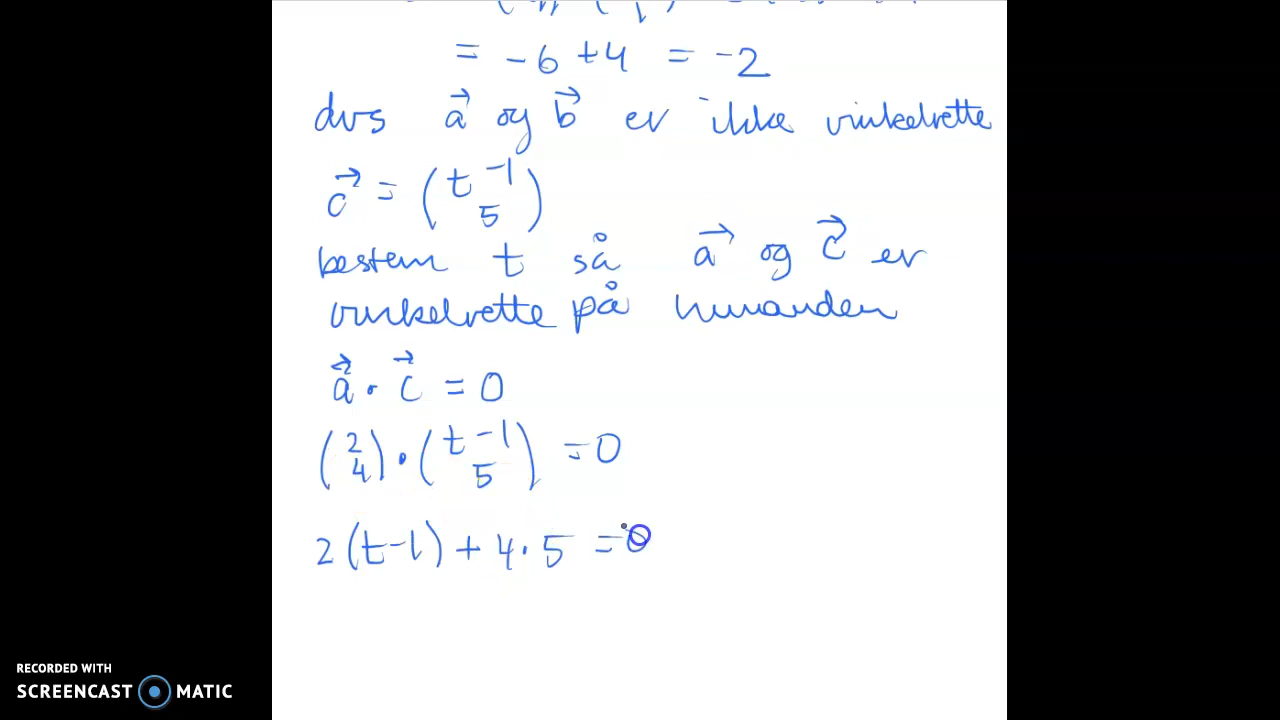 = -6 + 4 = -2
dvs a⃗ og b⃗ er ikke vinkelrette
c⃗ = (t - 1
5)
bestem t så a⃗ og c⃗ er
vinkelrette på hinanden
a⃗ · c⃗ = 0
(2
4) · (t - 1
5) = 0
2(t-1) + 4·5 = 0
RECORDED WITH
SCREENCAST MATIC